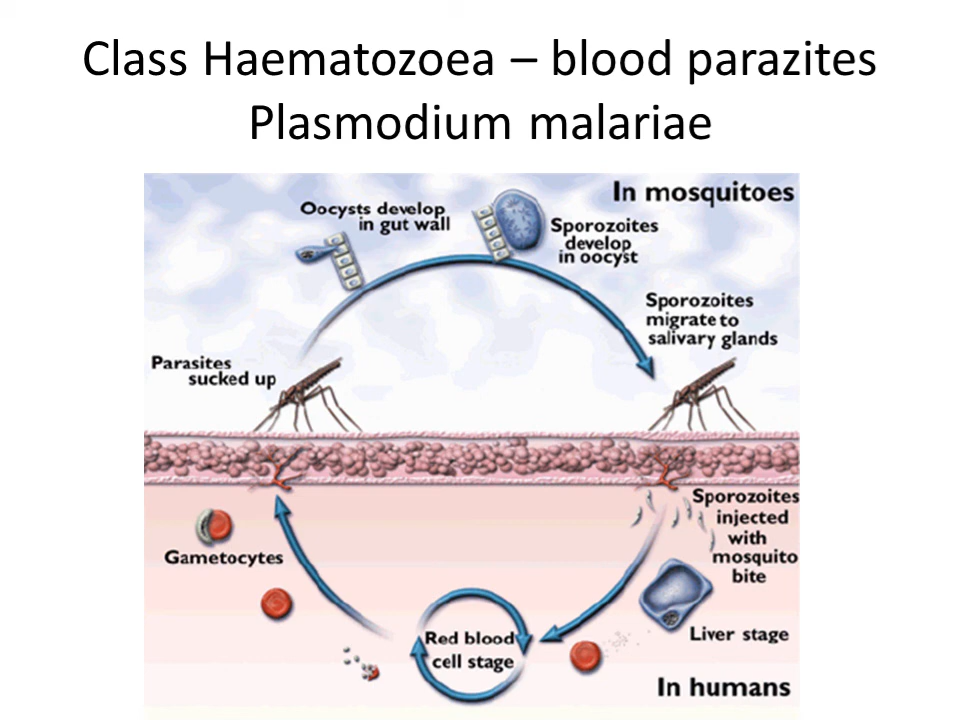 Class Haematozoea – blood parazites
Plasmodium malariae
In mosquitoes
Oocysts develop
in gut wall
Sporozoites
develop
in oocyst
Sporozoites
migrate to
salivary glands
Parasites
sucked up
Sporozoites
injected
with
mosquito
bite
Gametocytes
Liver stage
Red blood
cell stage
In humans